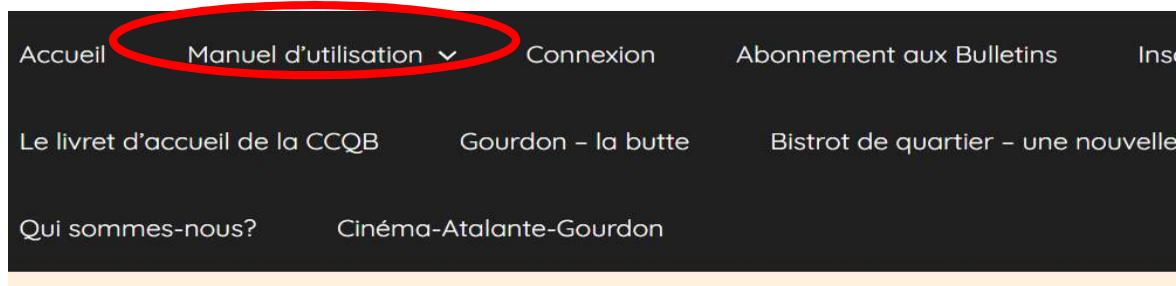 Accueil Manuel d’utilisation Connexion Abonnement aux Bulletins
Le livret d’accueil de la CCQB Gourdon – la butte Bistrot de quartier – une nouvelle
Qui sommes-nous? Cinéma-Atalante-Gourdon